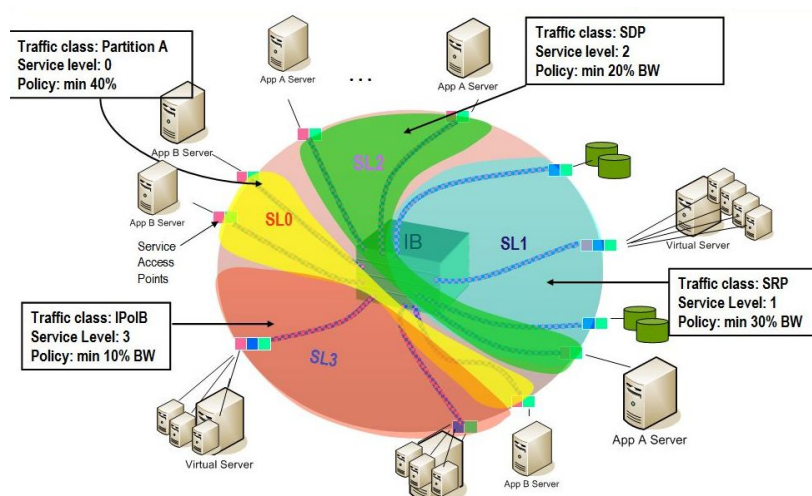 Traffic class: Partition A
Service level: 0
Policy: min 40%
Traffic class: SDP
Service level: 2
Policy: min 20% BW
App A Server
. . .
App A Server
App B Server
App B Server
Service
Access
Points
SL2
SL0
IB
SL1
SL3
Virtual Server
Traffic class: SRP
Service Level: 1
Policy: min 30% BW
Traffic class: IPoIB
Service Level: 3
Policy: min 10% BW
Virtual Server
App B Server
App A Server